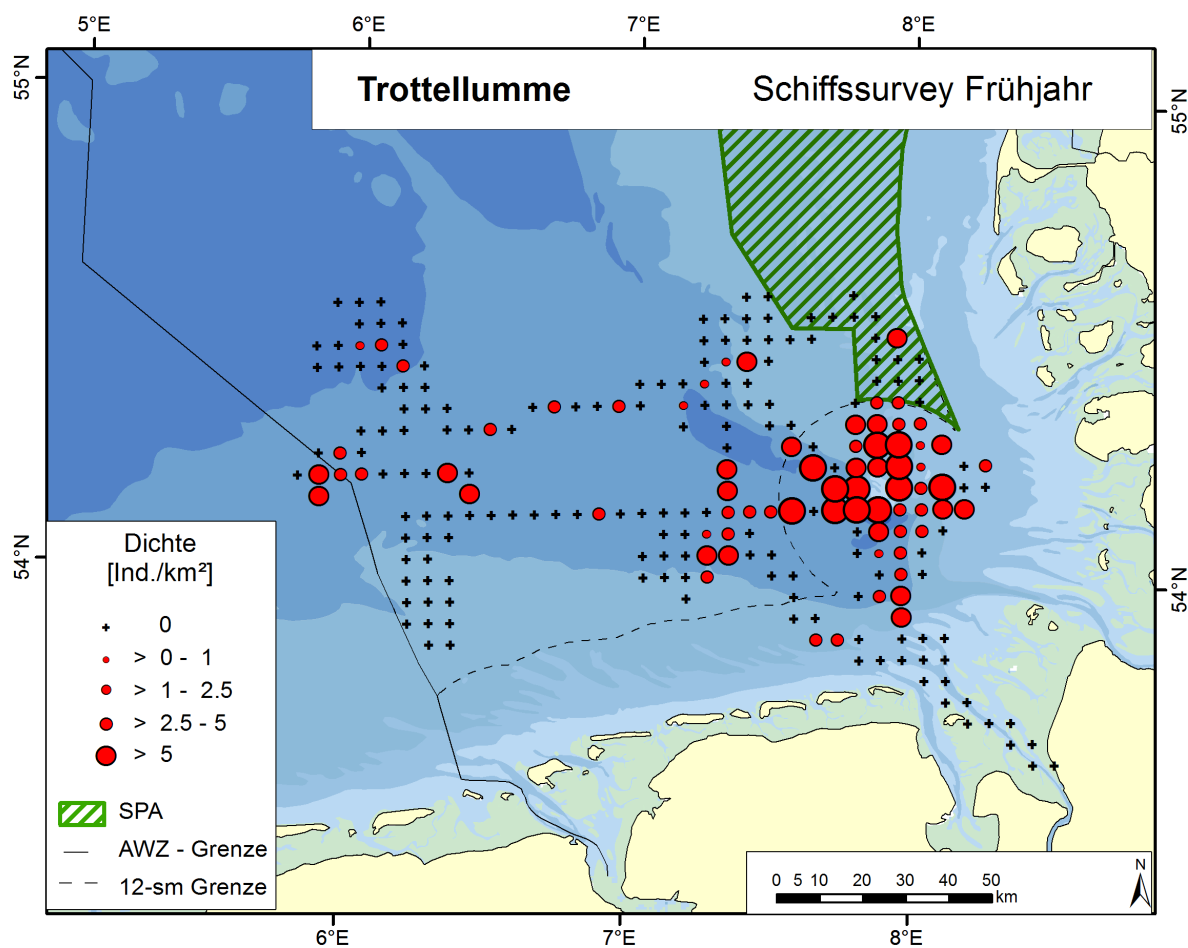 5°E 6°E 7°E 8°E
55°N
55°N
Trottellumme Schiffssurvey Frühjahr
54°N
54°N
Dichte
[Ind./km²]
0
> 0 - 1
> 1 - 2.5
> 2.5 - 5
> 5
SPA
AWZ - Grenze
12-sm Grenze
0 5 10 20 30 40 50
km
N
6°E 7°E 8°E